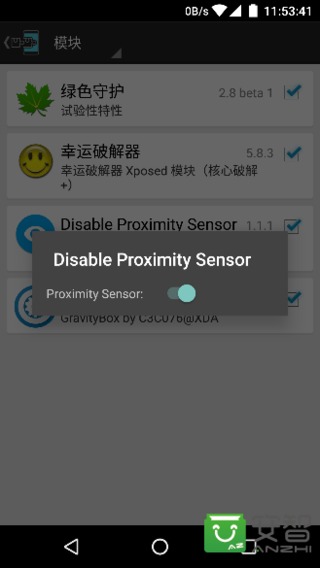 0B/s 11:53:41
模块
绿色守护 2.8 beta 1
试验性特性
幸运破解器 5.8.3
幸运破解器 Xposed 模块（核心破解
+）
Disable Proximity Sensor 1.1.1
Disable Proximity Sensor
Proximity Sensor:
GravityBox by C3C076@XDA
安智
ANZHI
AZ